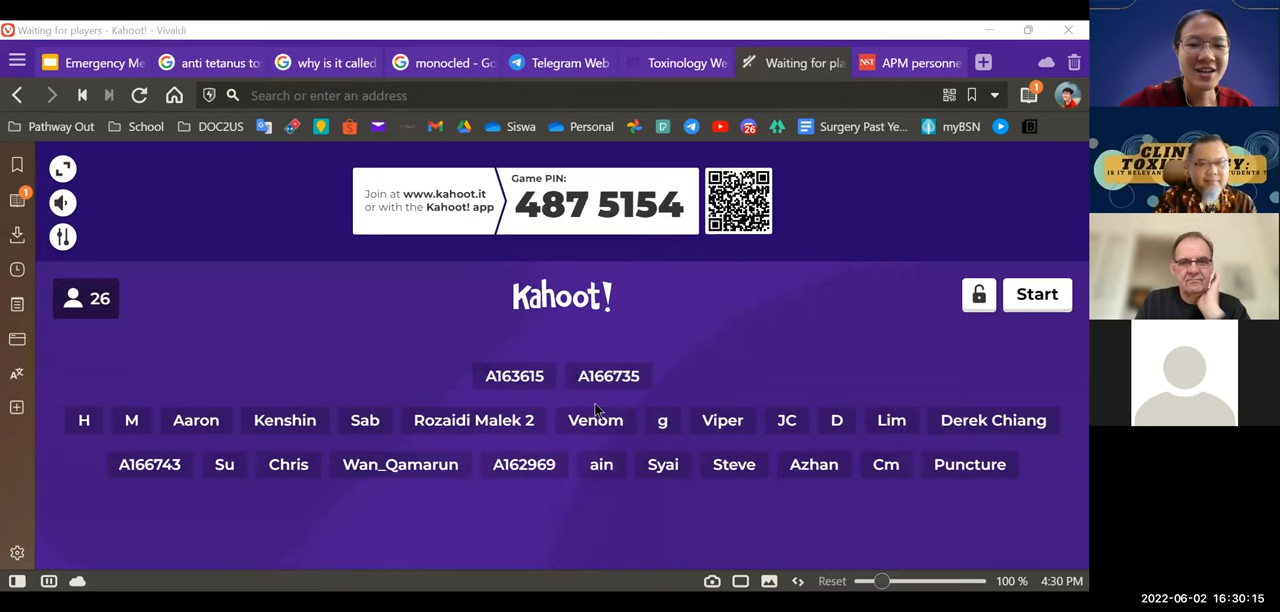 Waiting for players - Kahoot! - Vivaldi
Emergency Me
anti tetanus to
why is it called
monocled - Go
Telegram Web
Toxinology We
Waiting for pla
NST
APM personne
Search or enter an address
1
Pathway Out
School
DOC2US
Siswa
Personal
26
Surgery Past Ye...
myBSN
B
1
Join at www.kahoot.it
or with the Kahoot! app
Game PIN:
487 5154
26
Kahoot!
Start
A163615 A166735
H M Aaron Kenshin Sab Rozaidi Malek 2 Venom g Viper JC D Lim Derek Chiang
A166743 Su Chris Wan_Qamarun A162969 ain Syai Steve Azhan Cm Puncture
Reset
100 %
4:30 PM
2022-06-02 16:30:15